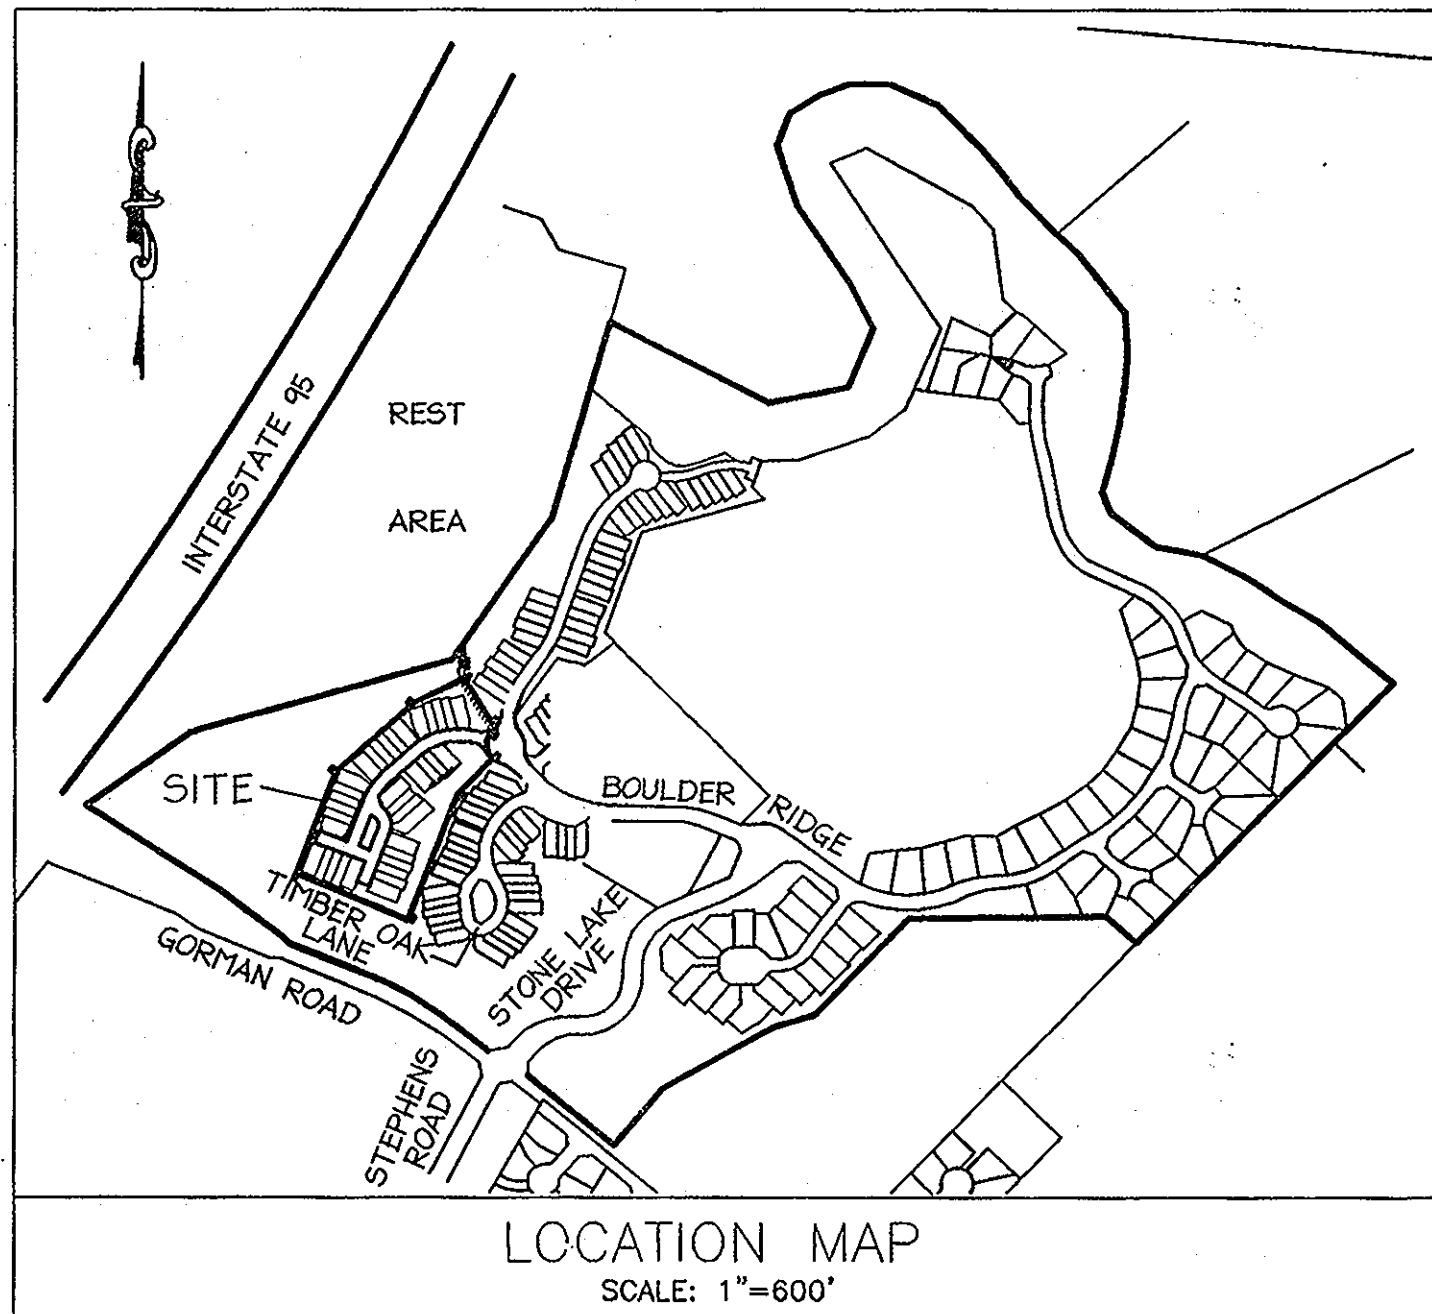 INTERSTATE 95
REST
AREA
SITE
BOULDER RIDGE
TIMBER OAK
LANE
STONE LAKE
DRIVE
GORMAN ROAD
STEPHENS
ROAD
LOCATION MAP
SCALE: 1"=600'